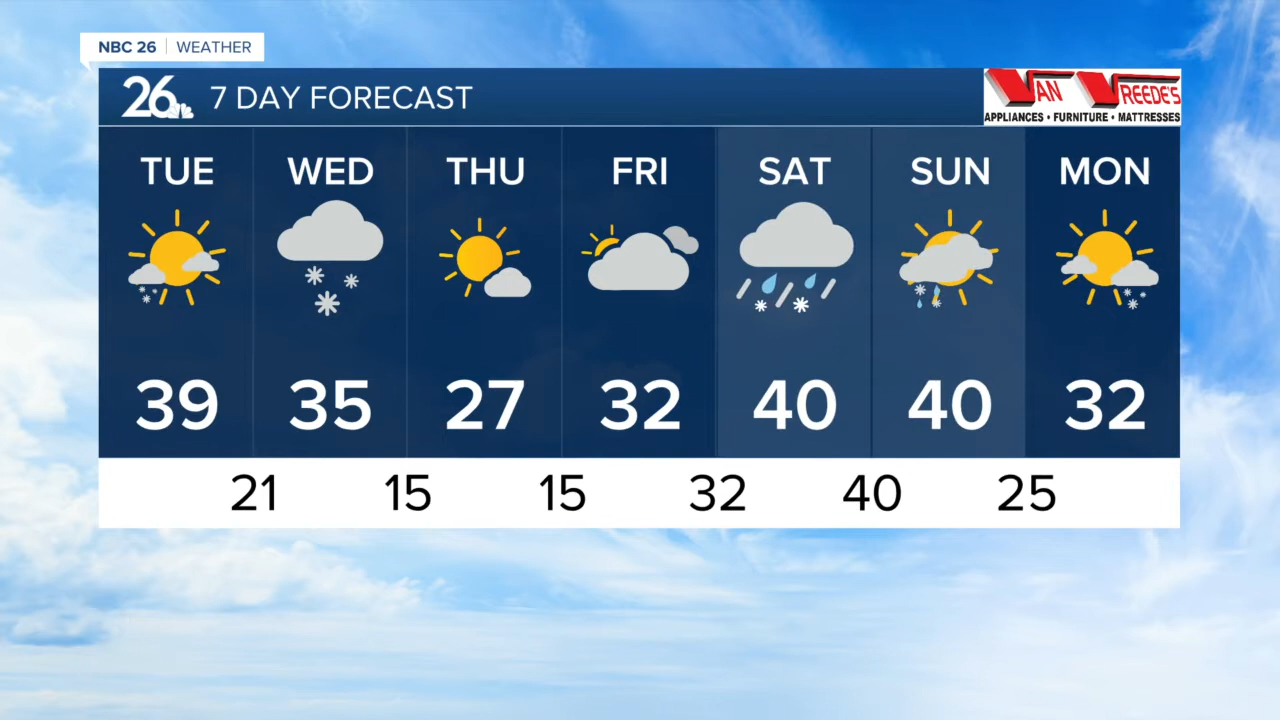 NBC 26 | WEATHER
26 7 DAY FORECAST
VAN VREEDE'S
APPLIANCES • FURNITURE • MATTRESSES
TUE WED THU FRI SAT SUN MON
39 35 27 32 40 40 32
21 15 15 32 40 25